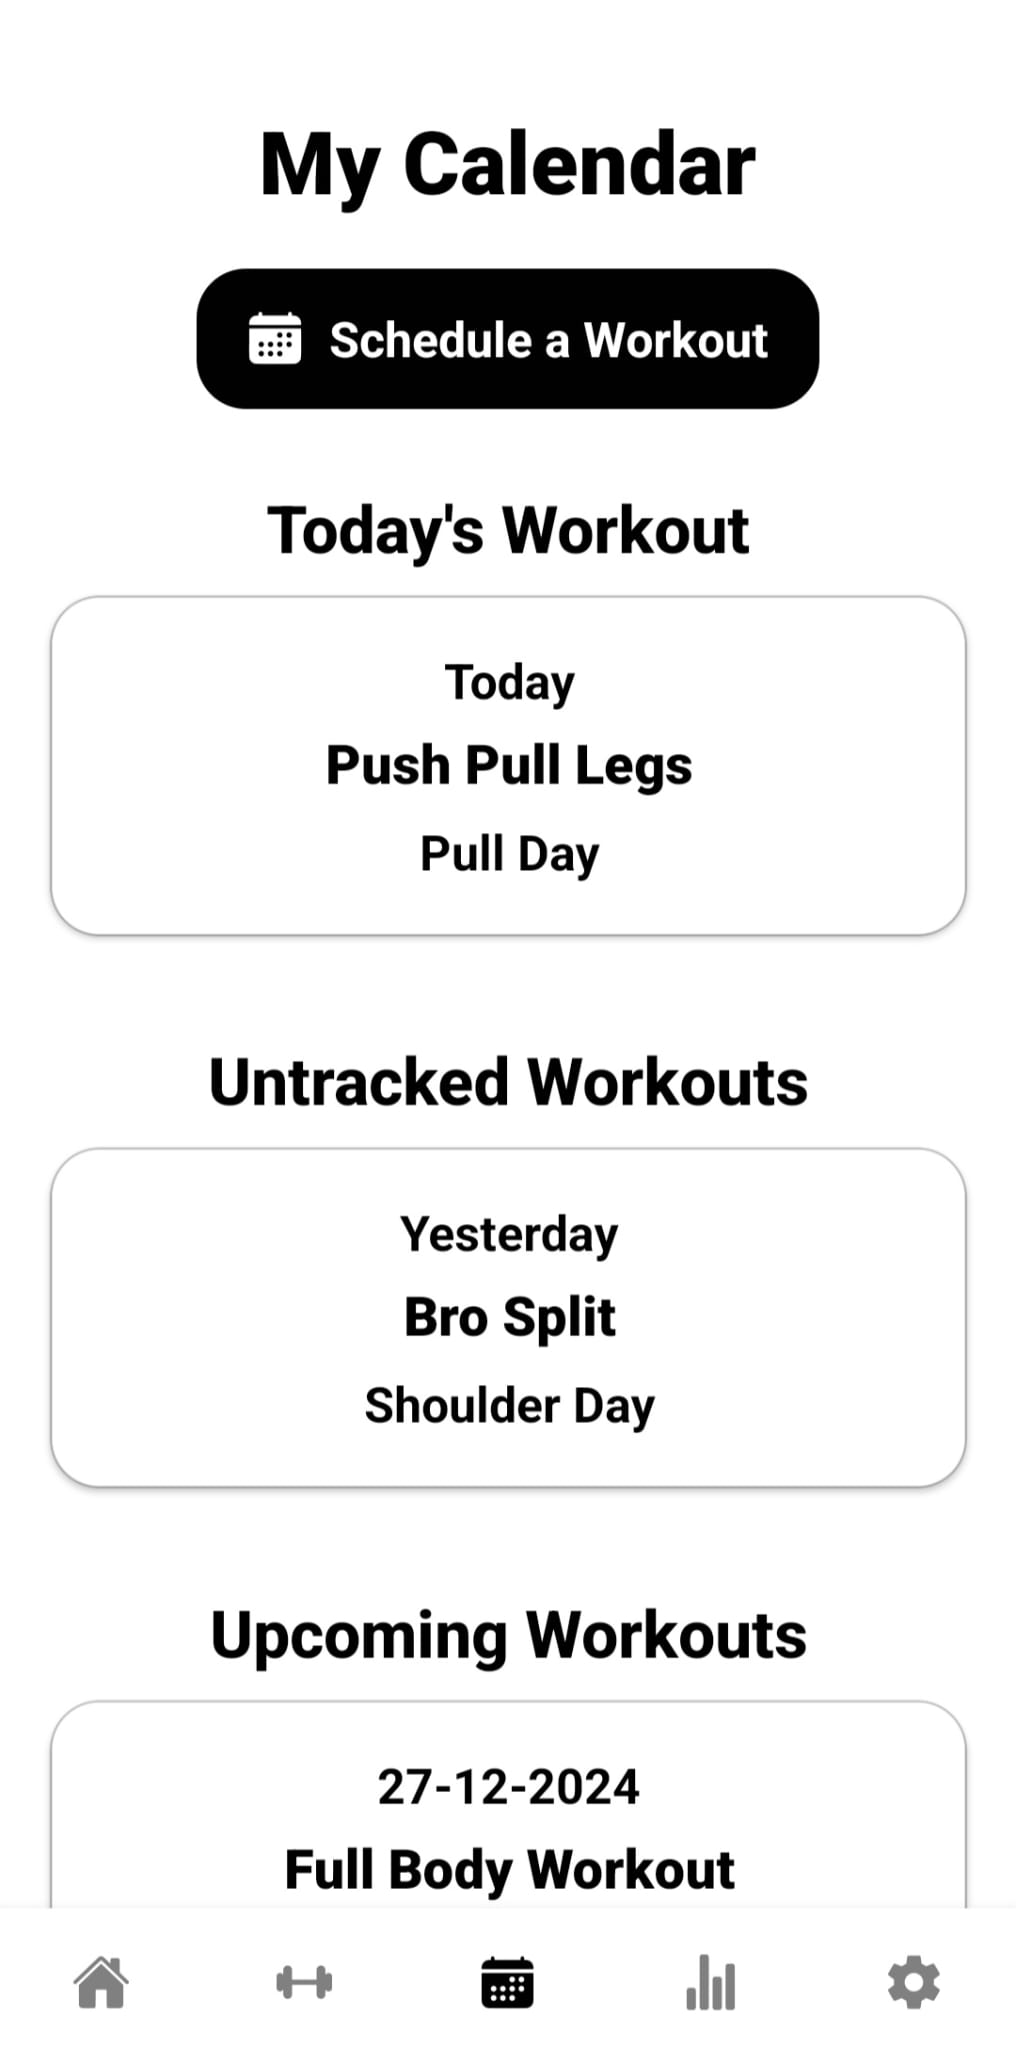 My Calendar
Schedule a Workout
Today's Workout
Today
Push Pull Legs
Pull Day
Untracked Workouts
Yesterday
Bro Split
Shoulder Day
Upcoming Workouts
27-12-2024
Full Body Workout